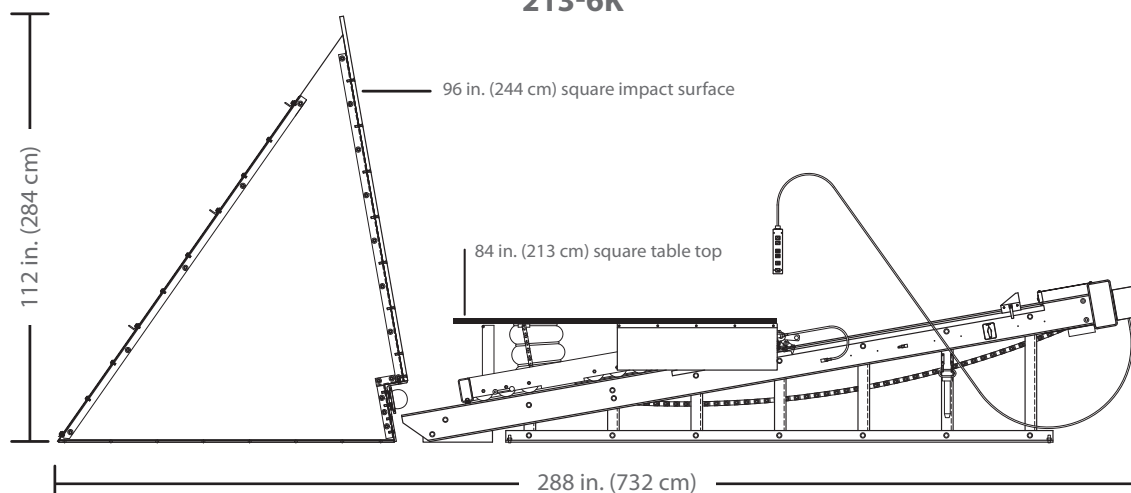 213-6K
96 in. (244 cm) square impact surface
84 in. (213 cm) square table top
112 in. (284 cm)
288 in. (732 cm)